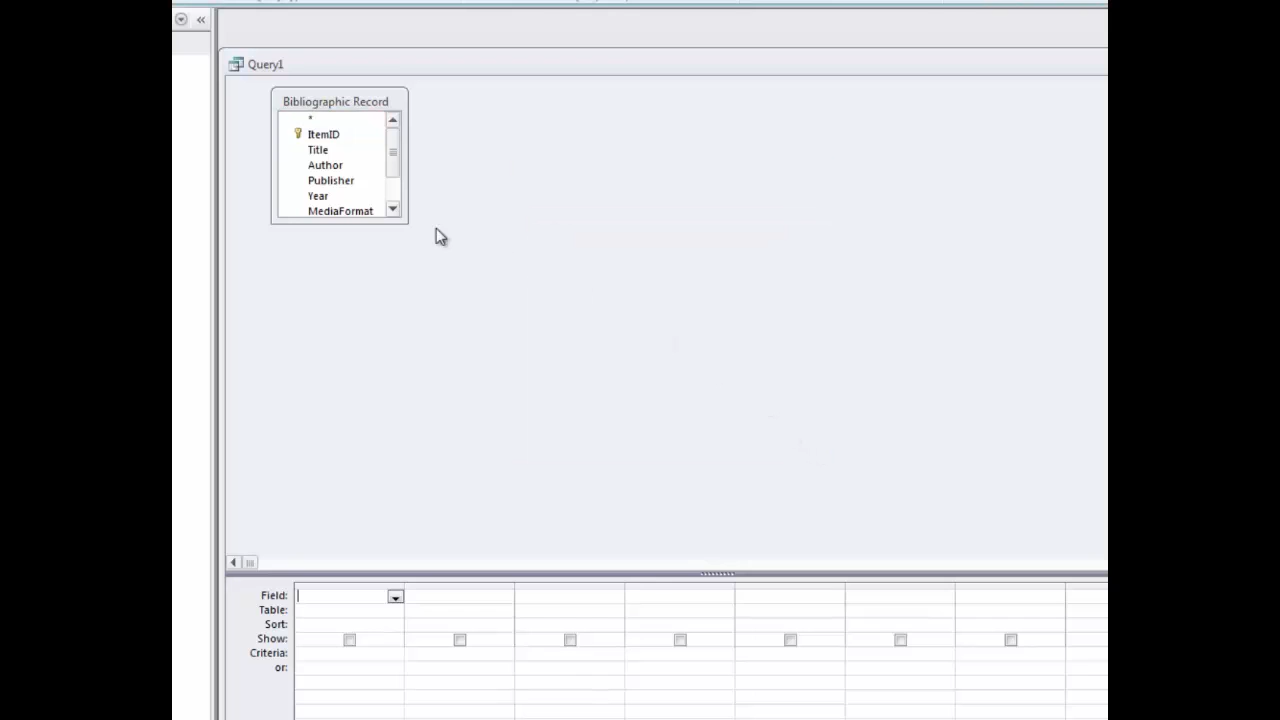 Query1
Bibliographic Record
*
ItemID
Title
Author
Publisher
Year
MediaFormat
Field:
Table:
Sort:
Show:
Criteria:
or: